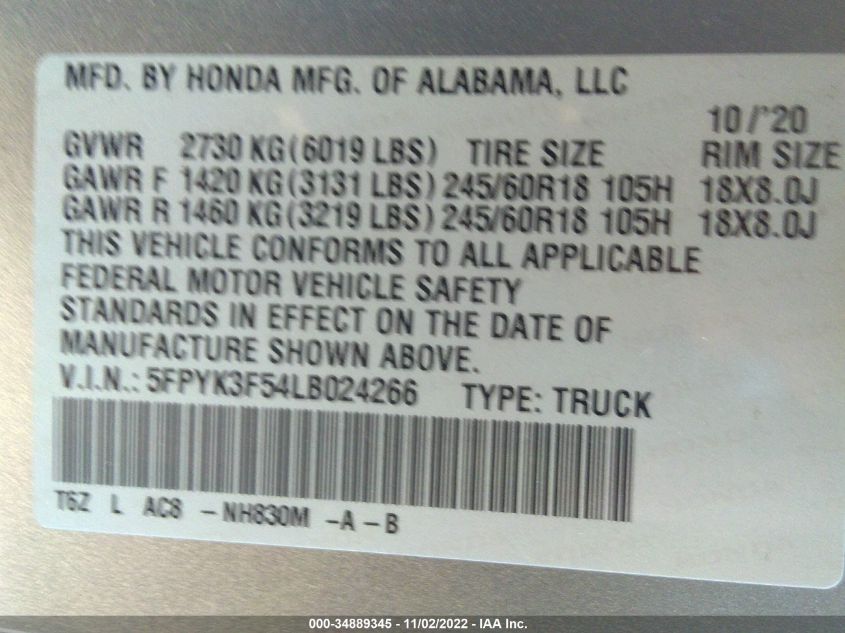 MFD. BY HONDA MFG. OF ALABAMA, LLC
10/'20
GVWR 2730 KG(6019 LBS) TIRE SIZE RIM SIZE
GAWR F 1420 KG(3131 LBS) 245/60R18 105H 18X8.0J
GAWR R 1460 KG(3219 LBS) 245/60R18 105H 18X8.0J
THIS VEHICLE CONFORMS TO ALL APPLICABLE
FEDERAL MOTOR VEHICLE SAFETY
STANDARDS IN EFFECT ON THE DATE OF
MANUFACTURE SHOWN ABOVE.
V.I.N.: 5FPYK3F54LB024266 TYPE: TRUCK
T6Z L AC8 -NH830M -A-B
000-34889345 - 11/02/2022 - IAA Inc.